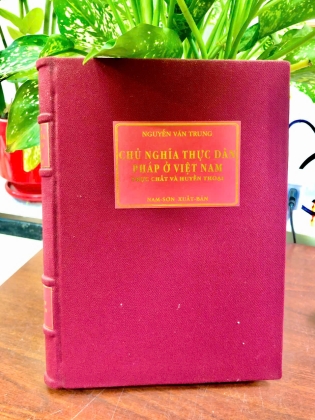 NGUYỄN VĂN TRUNG
CHỦ NGHĨA THỰC DÂN
PHÁP Ở VIỆT NAM
THỰC CHẤT VÀ HUYỀN THOẠI
NAM-SƠN XUẤT-BẢN